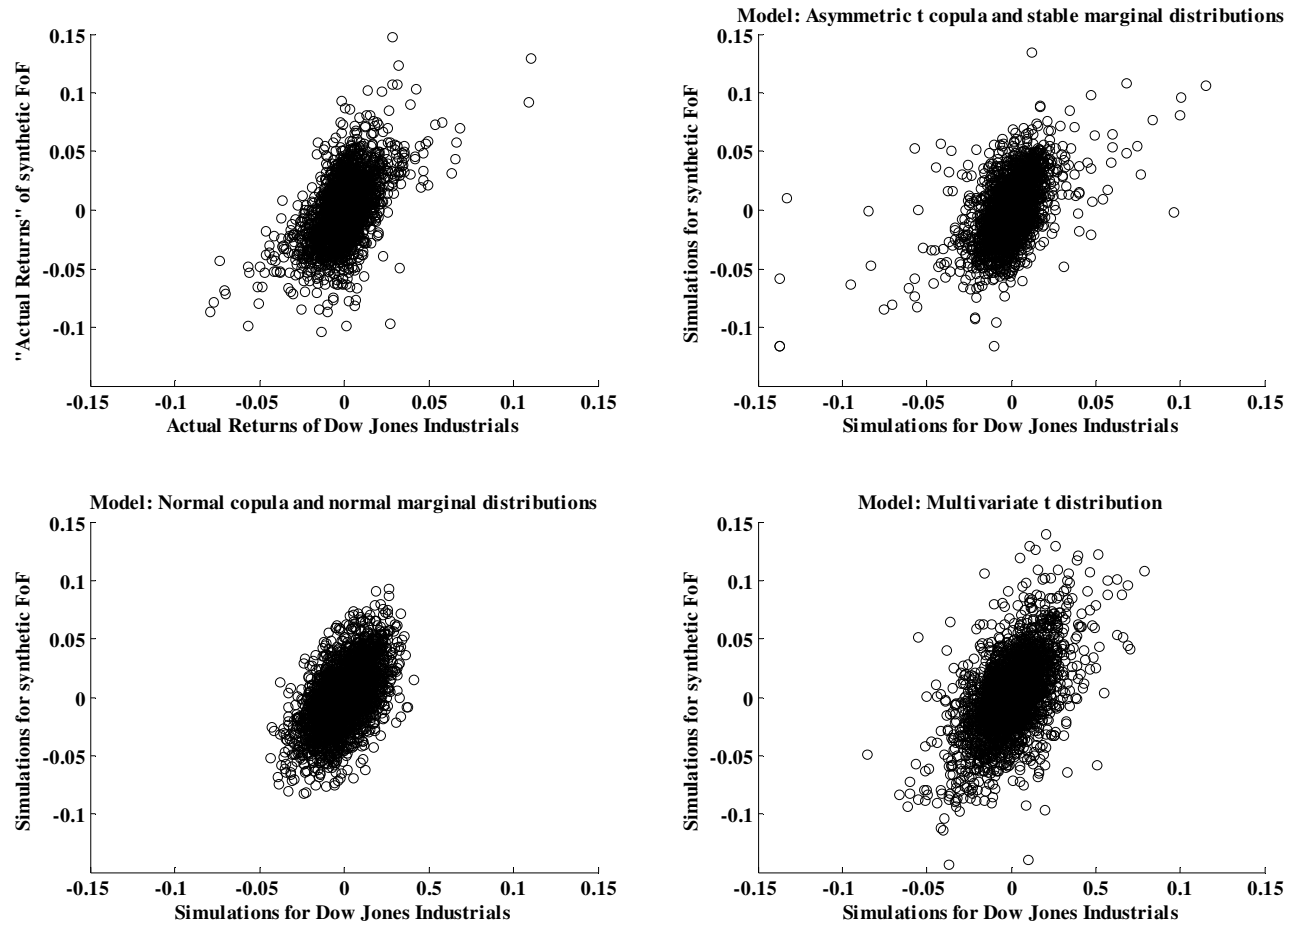 0.15
0.1
0.05
0
-0.05
-0.1
"Actual Returns" of synthetic FoF
-0.15 -0.1 -0.05 0 0.05 0.1 0.15
Actual Returns of Dow Jones Industrials
Model: Asymmetric t copula and stable marginal distributions
0.15
0.1
0.05
0
-0.05
-0.1
Simulations for synthetic FoF
-0.15 -0.1 -0.05 0 0.05 0.1 0.15
Simulations for Dow Jones Industrials
Model: Normal copula and normal marginal distributions
0.15
0.1
0.05
0
-0.05
-0.1
Simulations for synthetic FoF
-0.15 -0.1 -0.05 0 0.5 0.1 0.15
Simulations for Dow Jones Industrials
Model: Multivariate t distribution
0.15
0.1
0.05
0
-0.05
-0.1
Simulations for synthetic FoF
-0.15 -0.1 -0.05 0 0.5 0.1 0.15
Simulations for Dow Jones Industrials